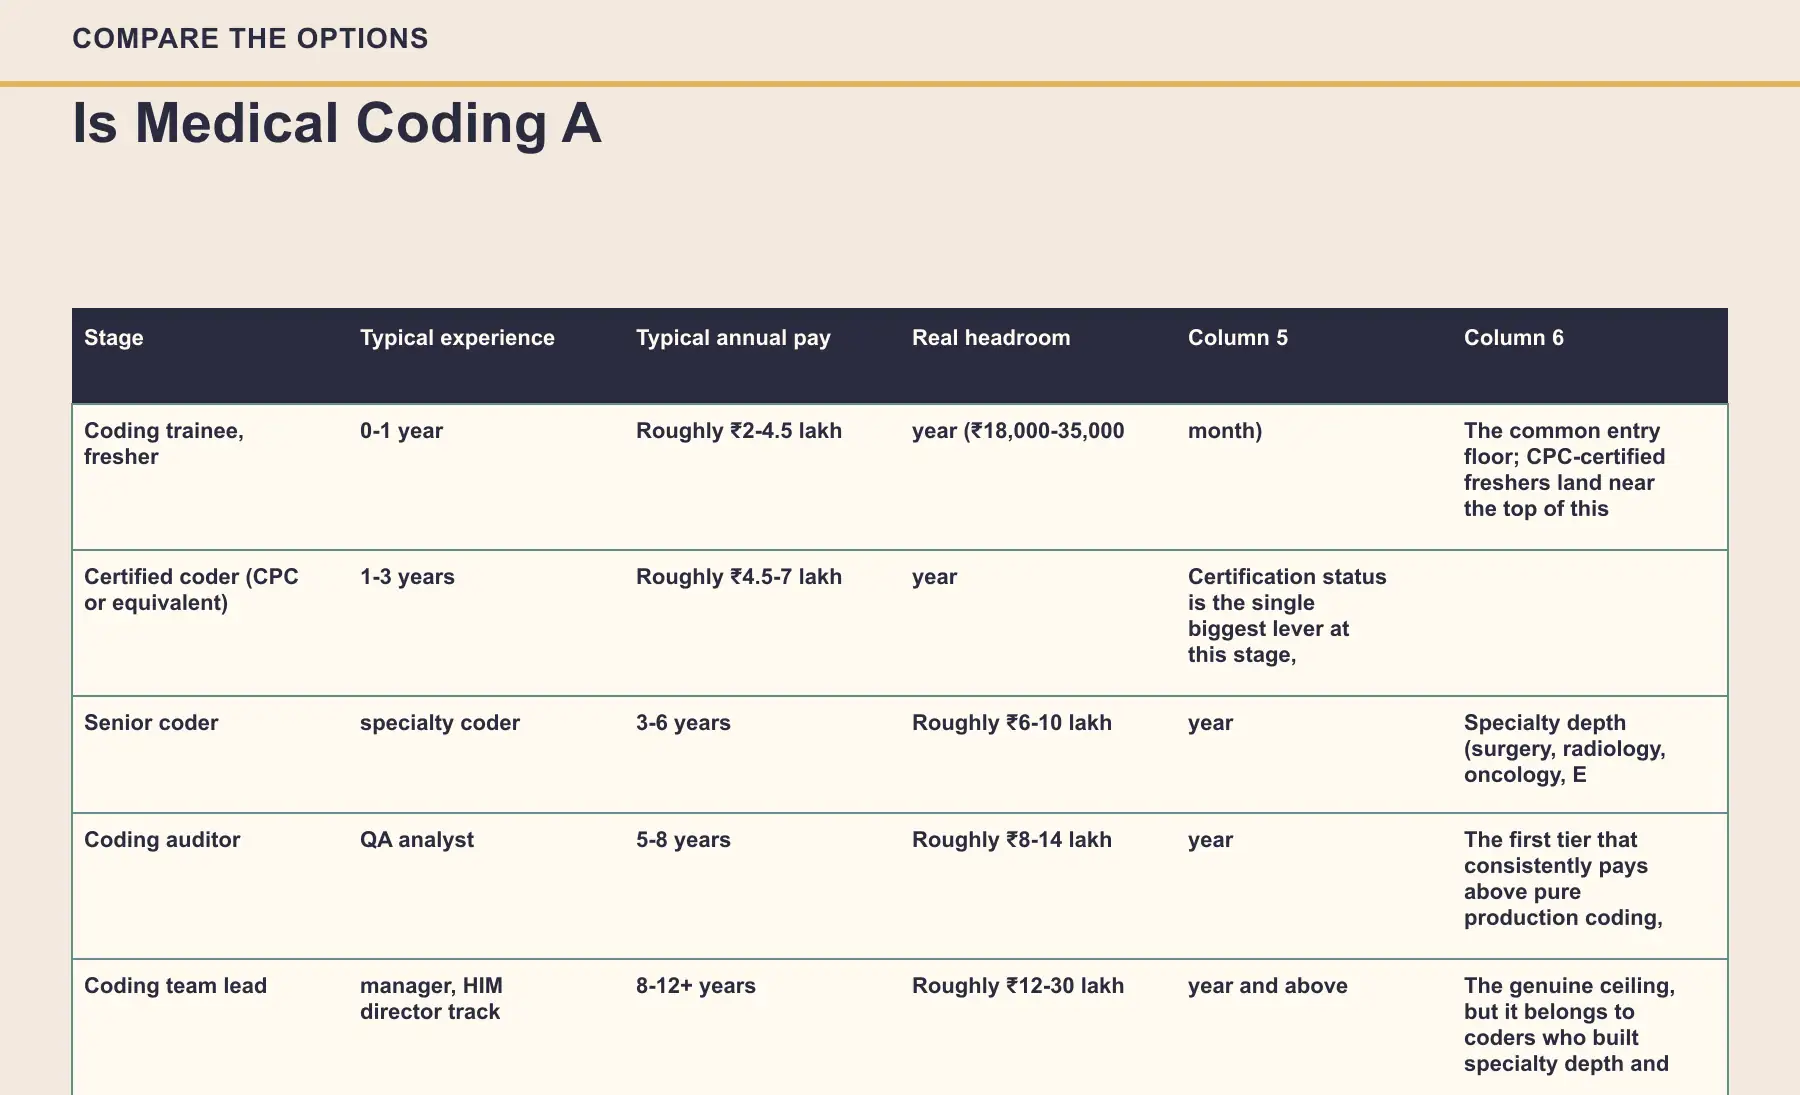 COMPARE THE OPTIONS
Is Medical Coding A
Stage
Typical experience
Typical annual pay
Real headroom
Column 5
Column 6
Coding trainee,
fresher
0-1 year
Roughly ₹2-4.5 lakh
year (₹18,000-35,000
month)
The common entry
floor; CPC-certified
freshers land near
the top of this
Certified coder (CPC
or equivalent)
1-3 years
Roughly ₹4.5-7 lakh
year
Certification status
is the single
biggest lever at
this stage,
Senior coder
specialty coder
3-6 years
Roughly ₹6-10 lakh
year
Specialty depth
(surgery, radiology,
oncology, E
Coding auditor
QA analyst
5-8 years
Roughly ₹8-14 lakh
year
The first tier that
consistently pays
above pure
production coding,
Coding team lead
manager, HIM
director track
8-12+ years
Roughly ₹12-30 lakh
year and above
The genuine ceiling,
but it belongs to
coders who built
specialty depth and